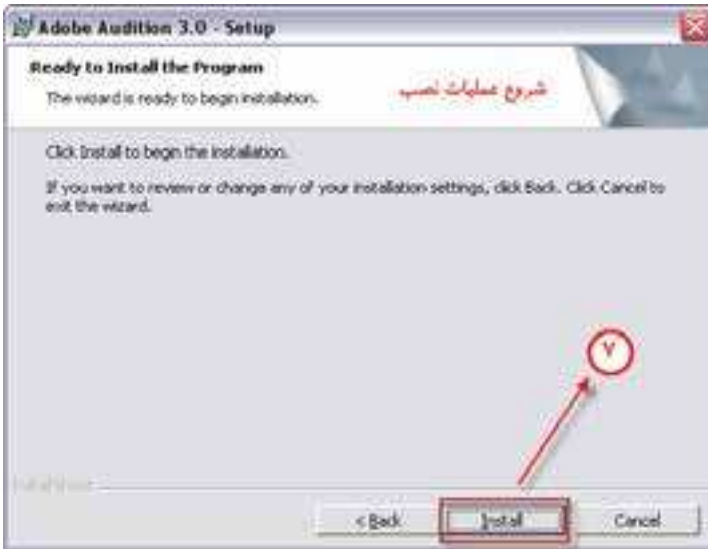 Adobe Audition 3.0 - Setup
Ready to Install the Program
The wizard is ready to begin installation.
شروع عملیات نصب
Click Install to begin the installation.
If you want to review or change any of your installation settings, click Back. Click Cancel to
exit the wizard.
۷
< Back
Install
Cancel